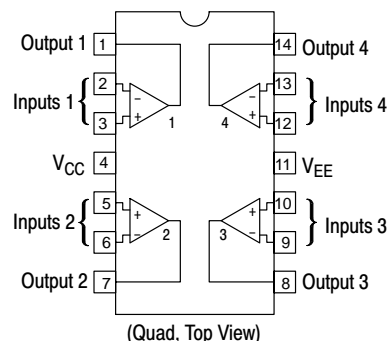 Output 1 1 14 Output 4
2 13
Inputs 1 { − 1 4 − } Inputs 4
3 + + 12
VCC 4 11 VEE
5 + + 10
Inputs 2 { 2 3 } Inputs 3
6 − − 9
Output 2 7 8 Output 3
(Quad, Top View)